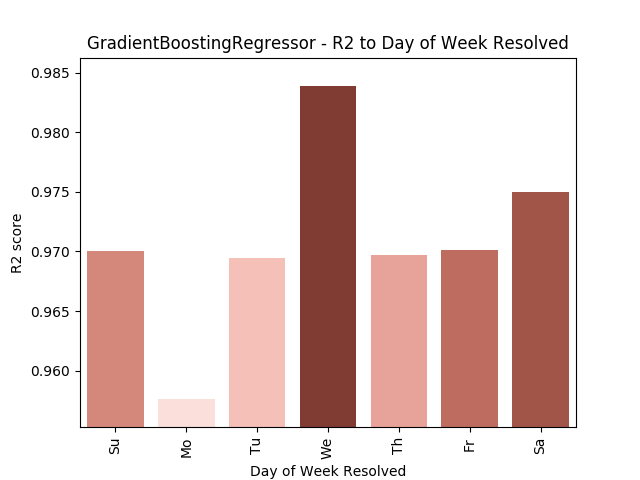 GradientBoostingRegressor - R2 to Day of Week Resolved
0.985
0.980
0.975
0.970
0.965
0.960
R2 score
Su
Mo
Tu
We
Th
Fr
Sa
Day of Week Resolved